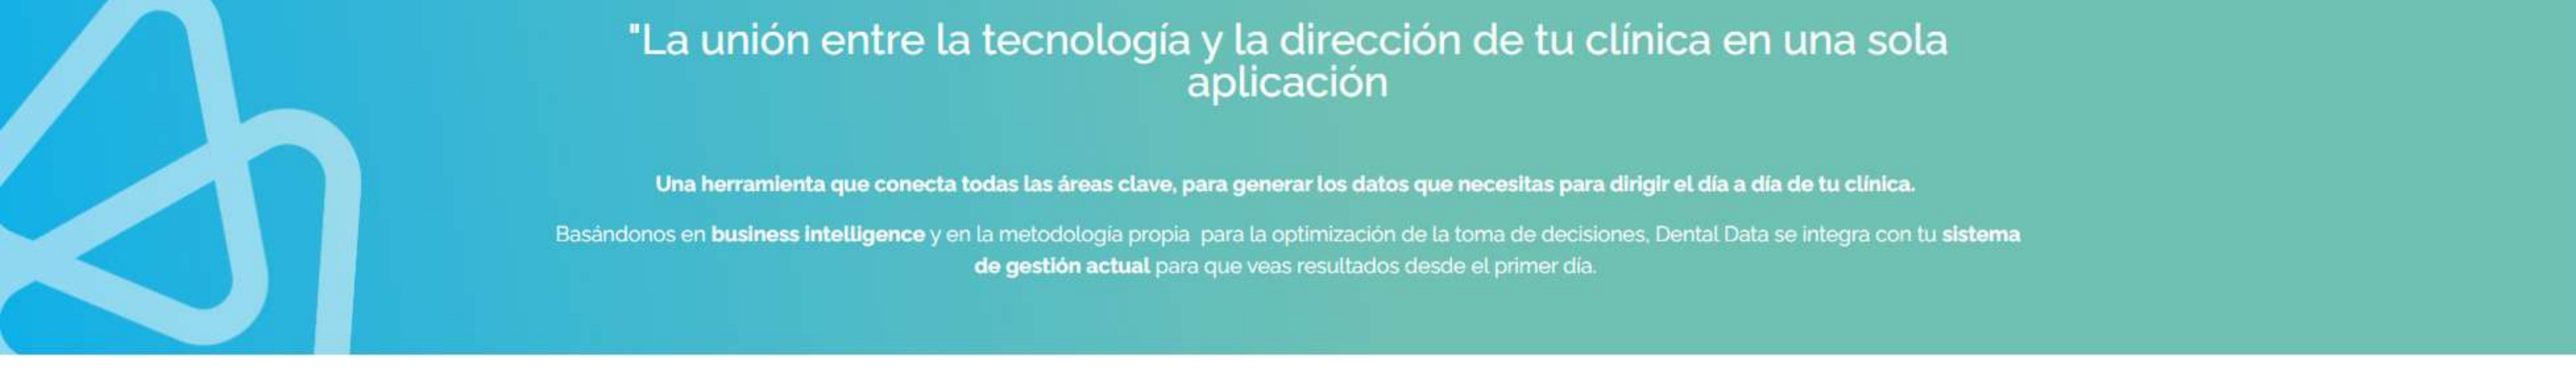 "La unión entre la tecnología y la dirección de tu clínica en una sola
aplicación
Una herramienta que conecta todas las áreas clave, para generar los datos que necesitas para dirigir el día a día de tu clínica.
Basándonos en business intelligence y en la metodología propia para la optimización de la toma de decisiones, Dental Data se integra con tu sistema
de gestión actual para que veas resultados desde el primer día.